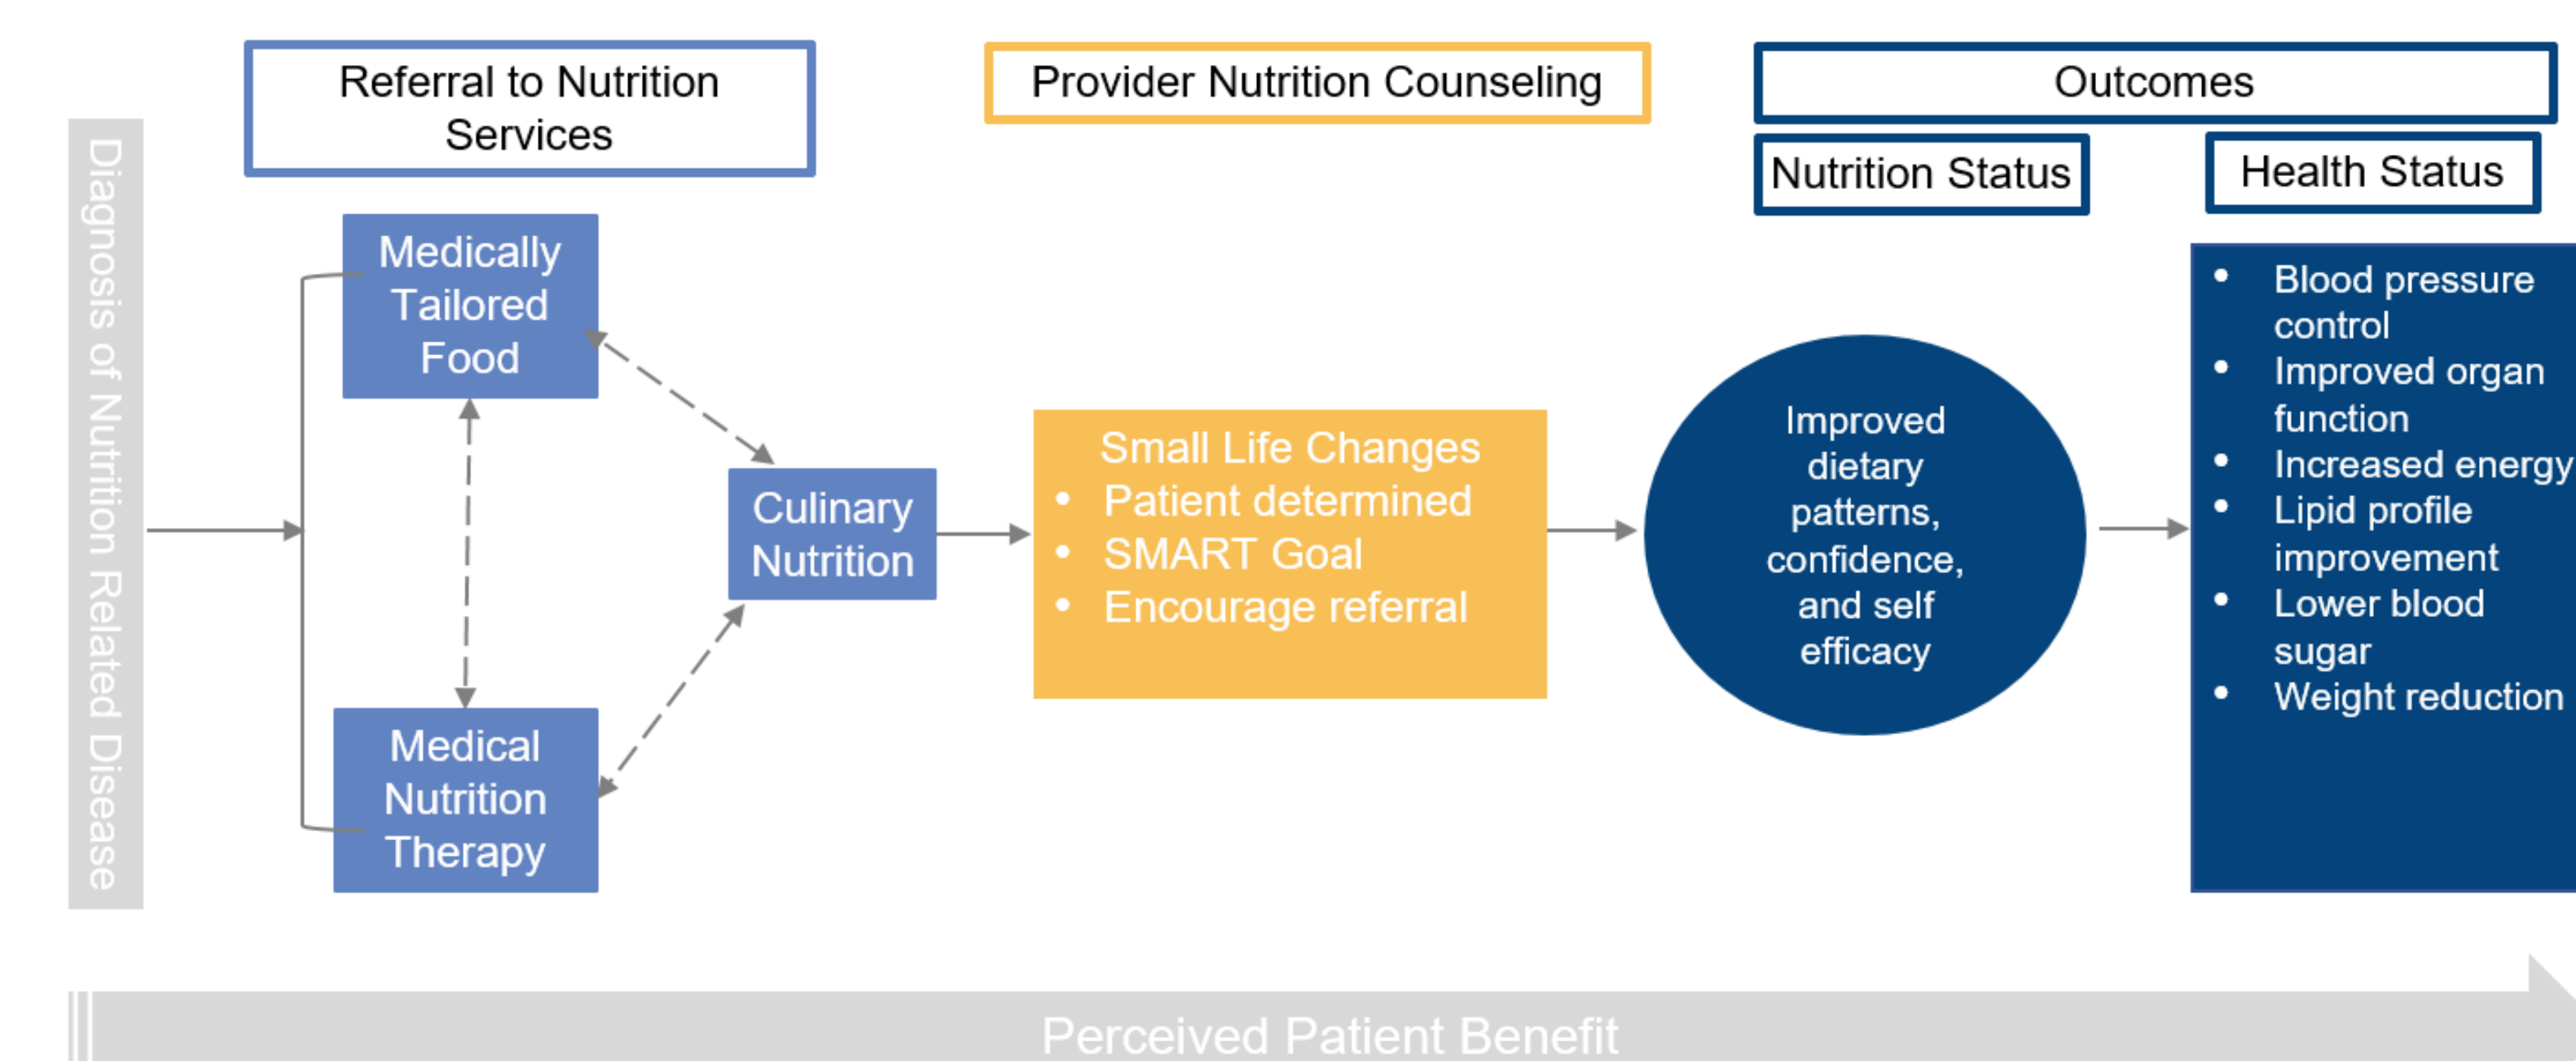 Referral to Nutrition
Services
Provider Nutrition Counseling
Outcomes
Nutrition Status
Health Status
Diagnosis of Nutrition Related Disease
Medically
Tailored
Food
Medical
Nutrition
Therapy
Culinary
Nutrition
Small Life Changes
• Patient determined
• SMART Goal
• Encourage referral
Improved
dietary
patterns,
confidence,
and self
efficacy
• Blood pressure
control
• Improved organ
function
• Increased energy
• Lipid profile
improvement
• Lower blood
sugar
• Weight reduction
Perceived Patient Benefit